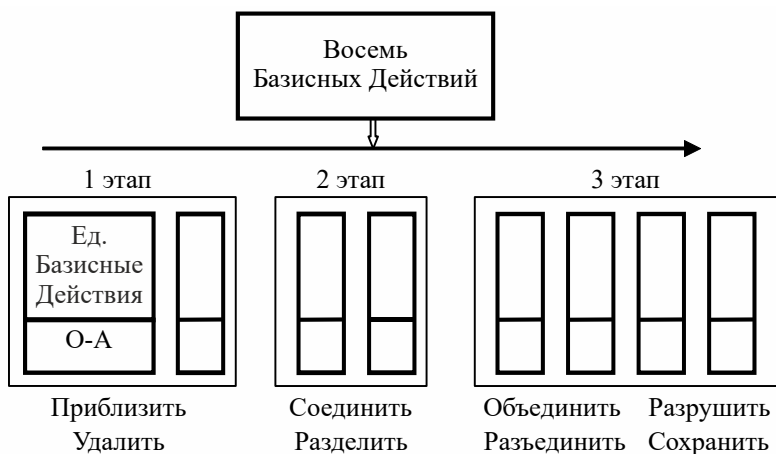 Восемь
Базисных Действий
1 этап
2 этап
3 этап
Ед.
Базисные
Действия
О-А
Приблизить
Удалить
Соединить
Разделить
Объединить
Разъединить
Разрушить
Сохранить